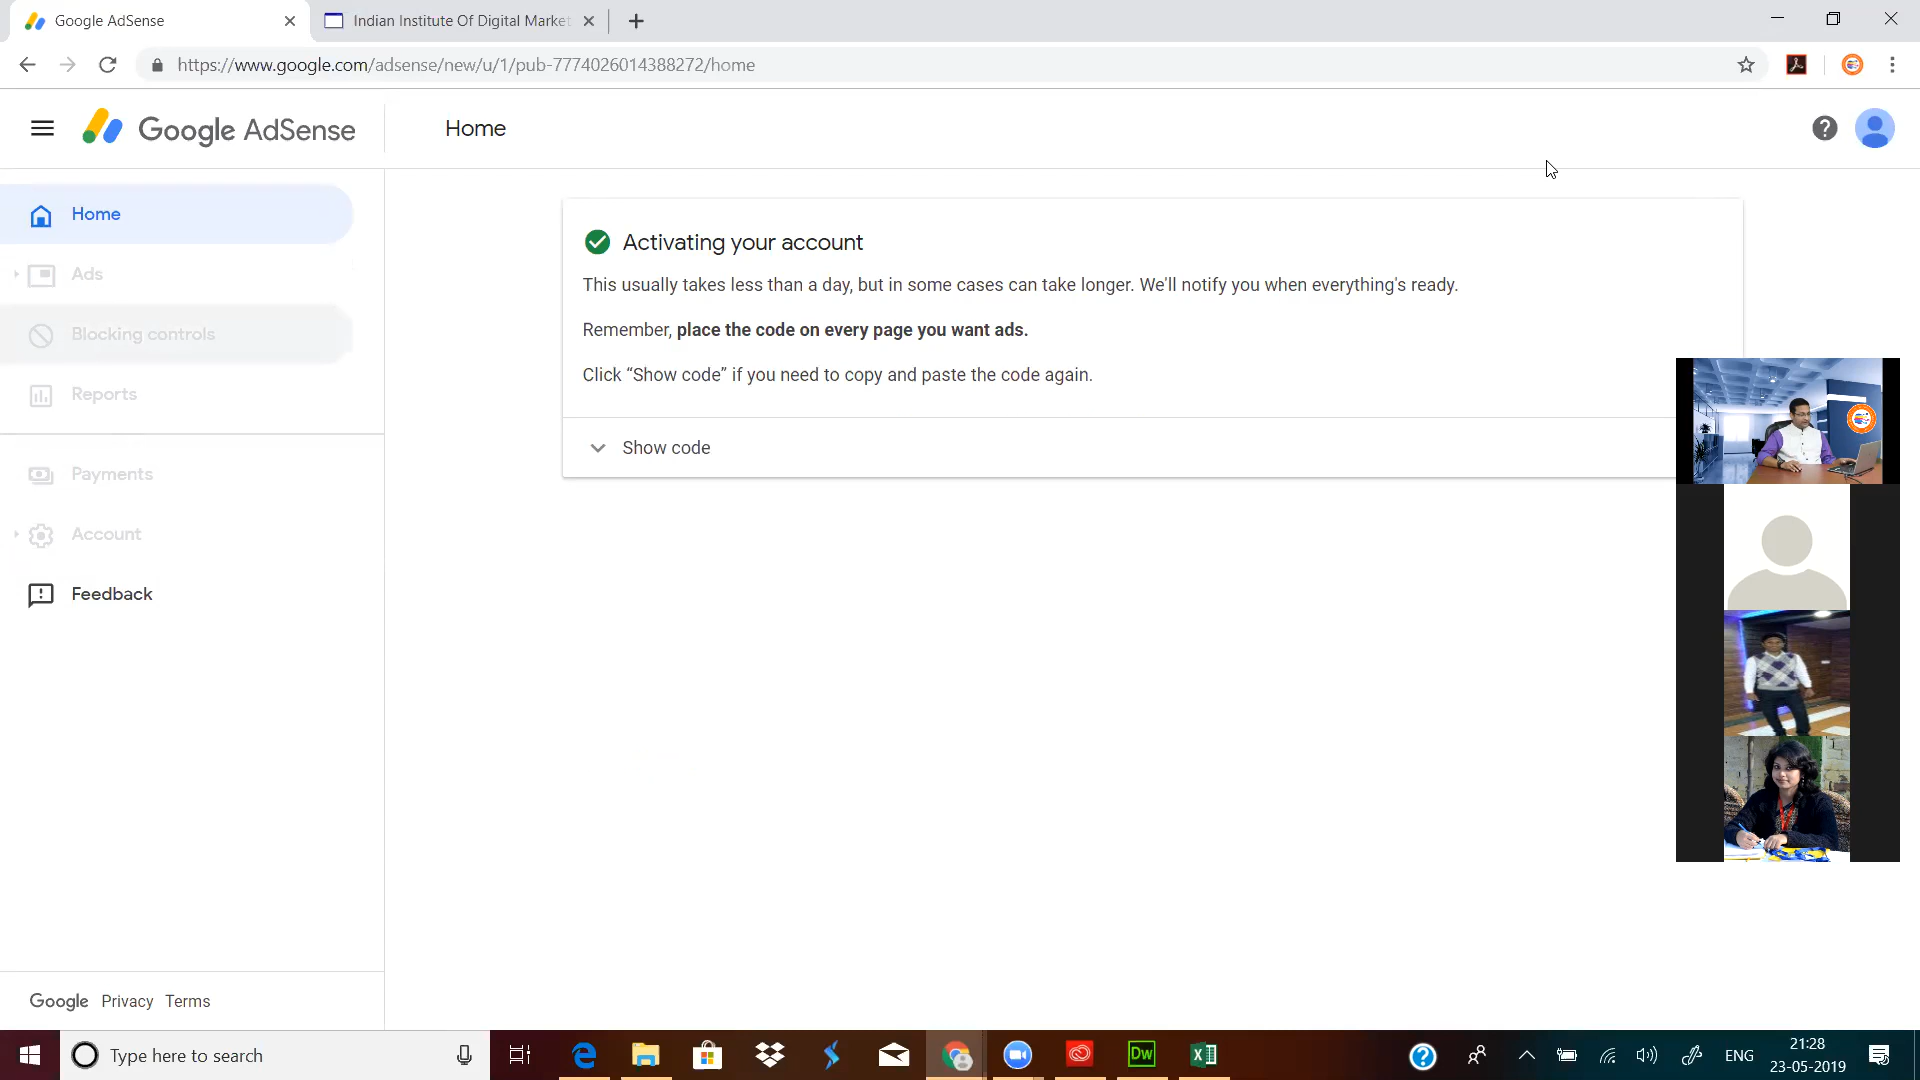 Google AdSense
Indian Institute Of Digital Market
https://www.google.com/adsense/new/u/1/pub-7774026014388272/home
Google AdSense
Home
Home
Ads
Blocking controls
Reports
Payments
Account
Feedback
Activating your account
This usually takes less than a day, but in some cases can take longer. We'll notify you when everything's ready.
Remember, place the code on every page you want ads.
Click “Show code” if you need to copy and paste the code again.
Show code
Google Privacy Terms
Type here to search
Dw
ENG
21:28
23-05-2019